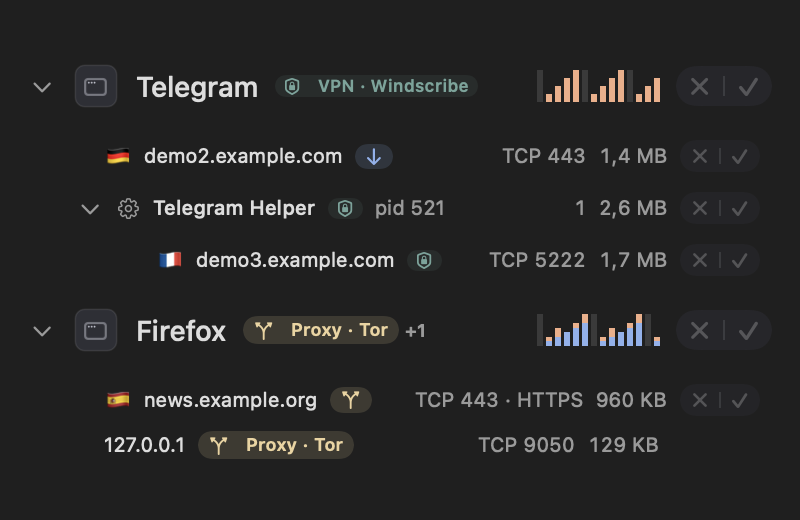 Telegram VPN · Windscribe
demo2.example.com TCP 443 1,4 MB
Telegram Helper pid 521 1 2,6 MB
demo3.example.com TCP 5222 1,7 MB
Firefox Proxy · Tor +1
news.example.org TCP 443 · HTTPS 960 KB
127.0.0.1 Proxy · Tor TCP 9050 129 KB